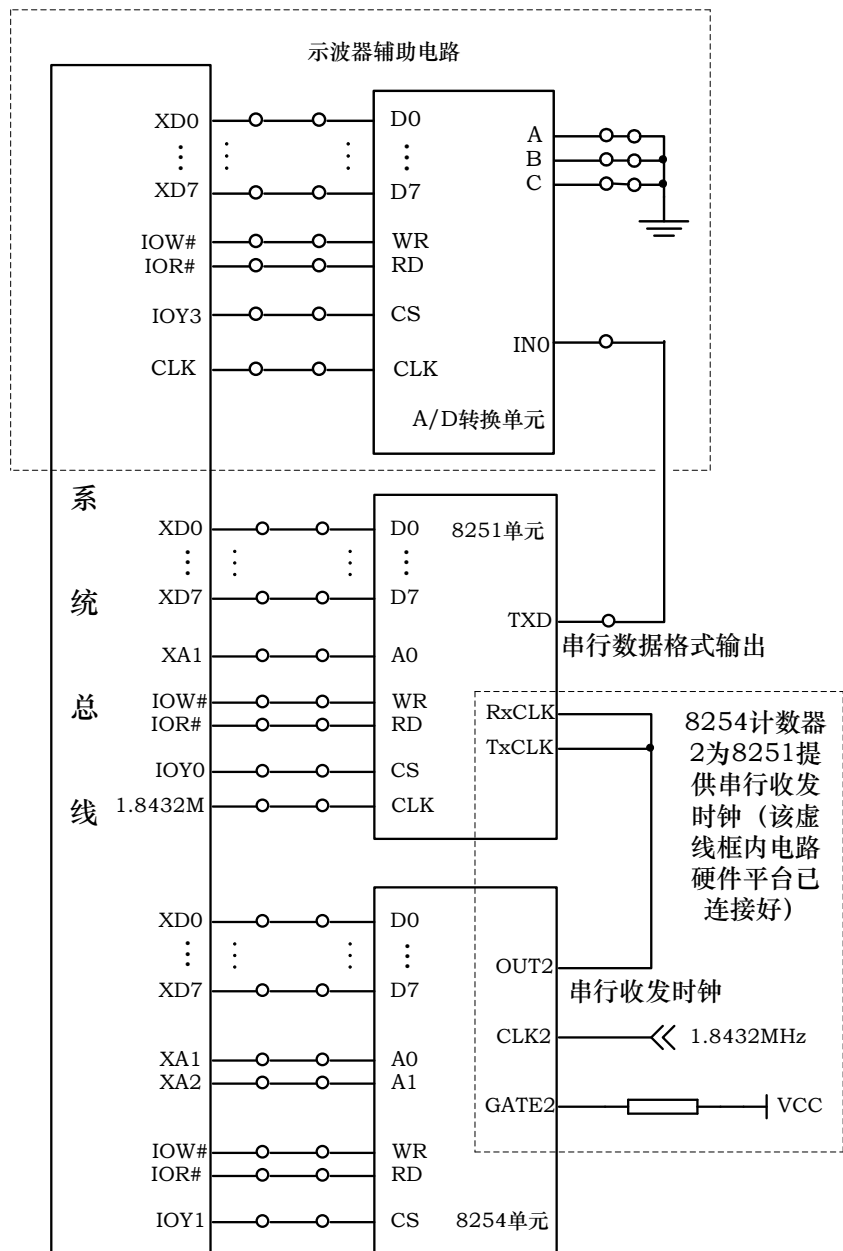 示波器辅助电路
XD0
D0
A
B
XD7
D7
C
IOW#
WR
IOR#
RD
IOY3
CS
IN0
CLK
CLK
A/D转换单元
系
统
总
线
XD0
D0
8251单元
XD7
D7
TXD
串行数据格式输出
XA1
A0
IOW#
WR
IOR#
RD
RxCLK
TxCLK
IOY0
CS
1.8432M
CLK
8254计数器
2为8251提
供串行收发
时钟（该虚
线框内电路
硬件平台已
连接好）
XD0
D0
XD7
D7
OUT2
串行收发时钟
CLK2
1.8432MHz
XA1
A0
XA2
A1
GATE2
VCC
IOW#
WR
IOR#
RD
IOY1
CS
8254单元